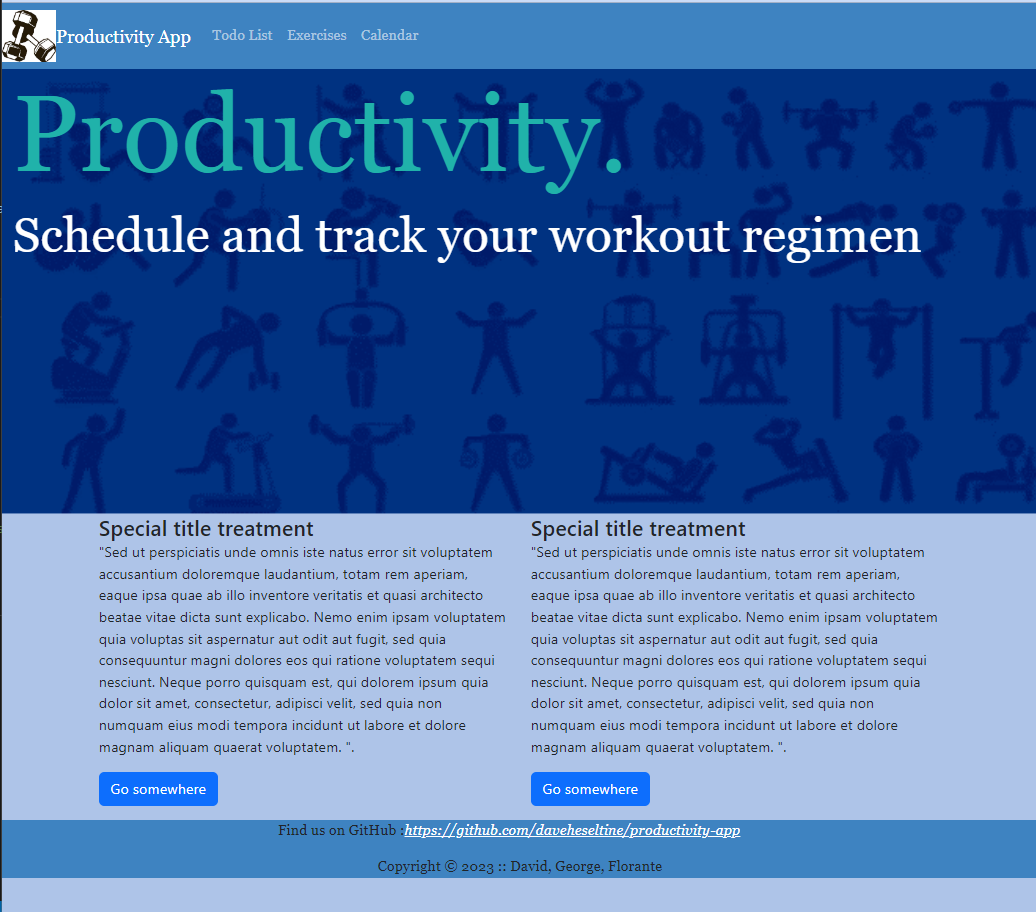 Productivity App Todo List Exercises Calendar
Productivity.
Schedule and track your workout regimen
Special title treatment
"Sed ut perspiciatis unde omnis iste natus error sit voluptatem
accusantium doloremque laudantium, totam rem aperiam,
eaque ipsa quae ab illo inventore veritatis et quasi architecto
beatae vitae dicta sunt explicabo. Nemo enim ipsam voluptatem
quia voluptas sit aspernatur aut odit aut fugit, sed quia
consequuntur magni dolores eos qui ratione voluptatem sequi
nesciunt. Neque porro quisquam est, qui dolorem ipsum quia
dolor sit amet, consectetur, adipisci velit, sed quia non
numquam eius modi tempora incidunt ut labore et dolore
magnam aliquam quaerat voluptatem. ".
Go somewhere
Special title treatment
"Sed ut perspiciatis unde omnis iste natus error sit voluptatem
accusantium doloremque laudantium, totam rem aperiam,
eaque ipsa quae ab illo inventore veritatis et quasi architecto
beatae vitae dicta sunt explicabo. Nemo enim ipsam voluptatem
quia voluptas sit aspernatur aut odit aut fugit, sed quia
consequuntur magni dolores eos qui ratione voluptatem sequi
nesciunt. Neque porro quisquam est, qui dolorem ipsum quia
dolor sit amet, consectetur, adipisci velit, sed quia non
numquam eius modi tempora incidunt ut labore et dolore
magnam aliquam quaerat voluptatem. ".
Go somewhere
Find us on GitHub :https://github.com/daveheseltine/productivity-app
Copyright © 2023 :: David, George, Florante